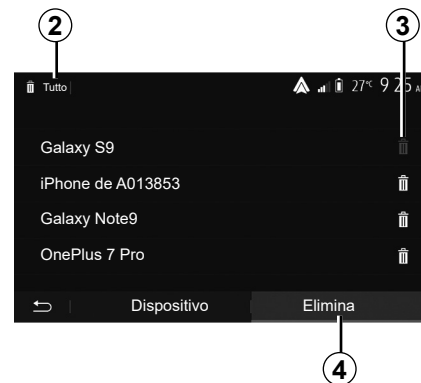 2 3
Tutto 27°C 9 25
Galaxy S9
iPhone de A013853
Galaxy Note9
OnePlus 7 Pro
Dispositivo Elimina
4